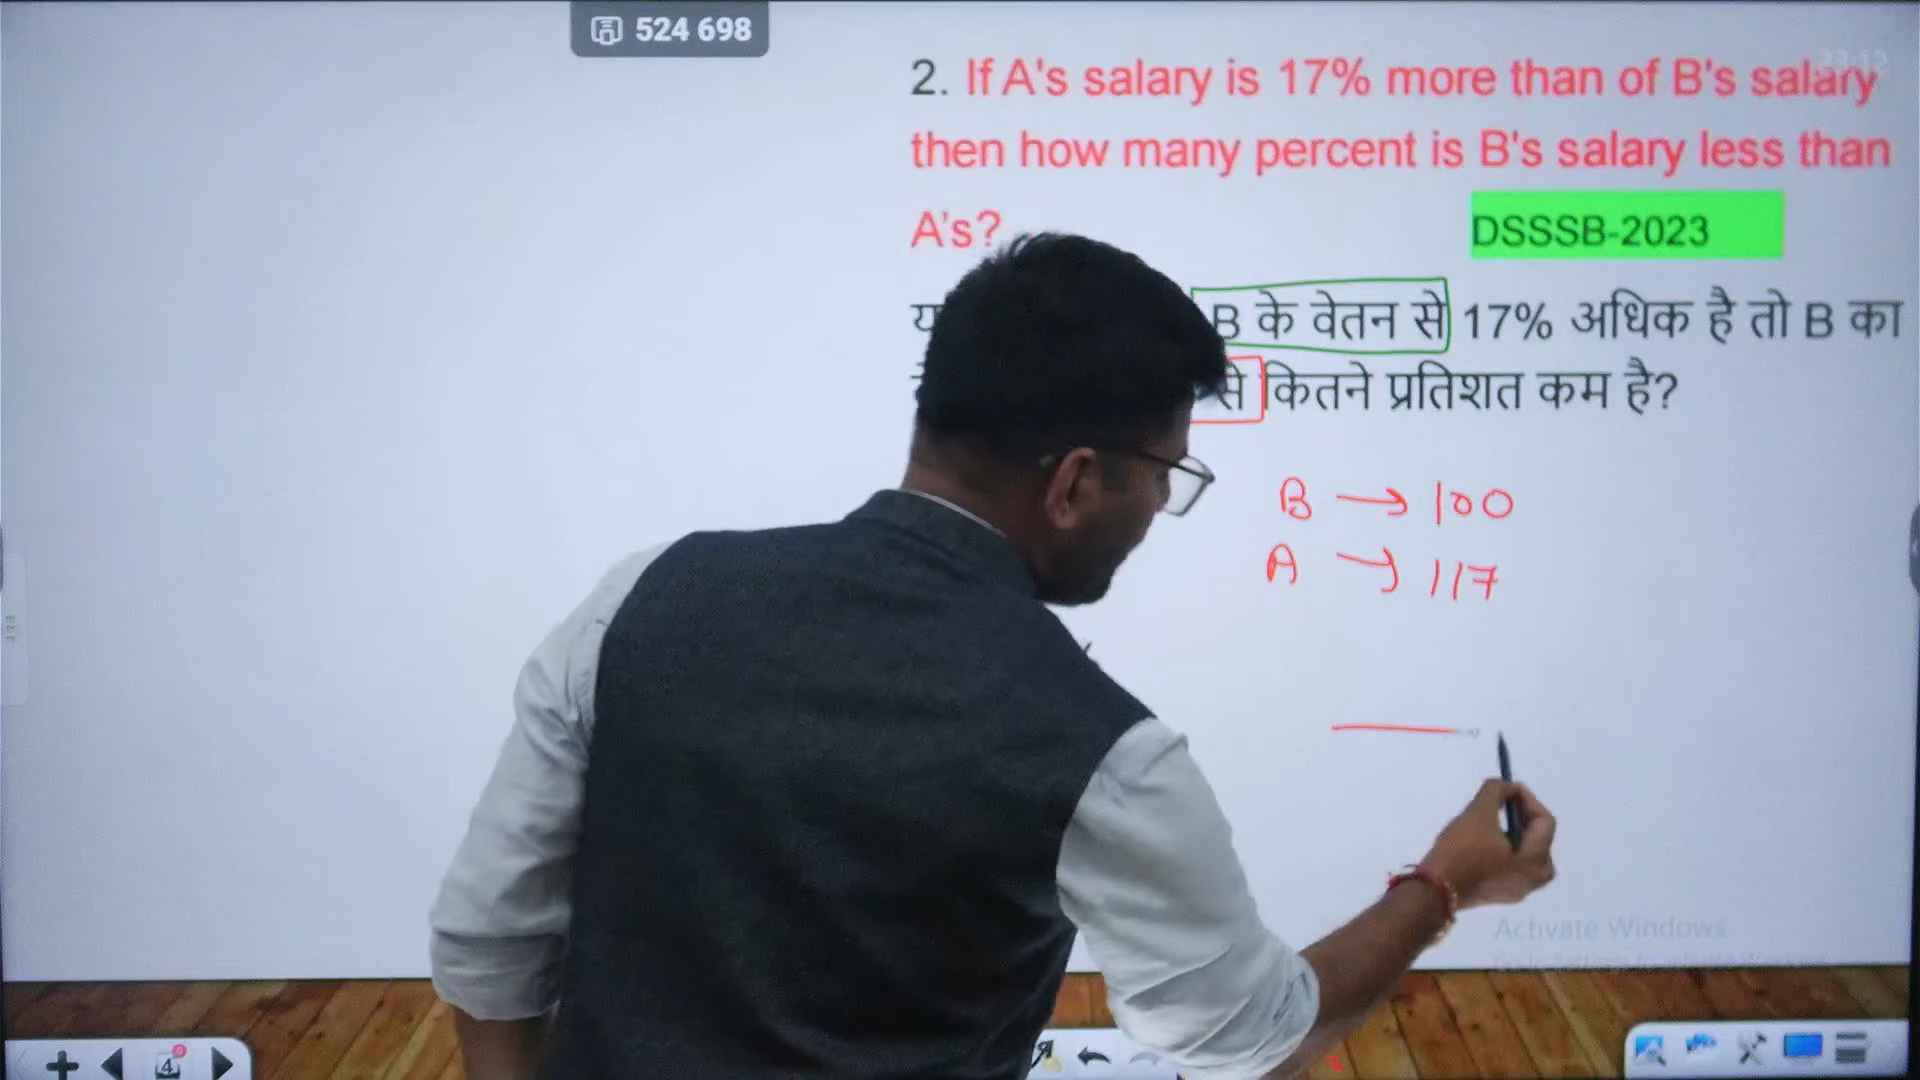 524 698
2. If A's salary is 17% more than of B's salary
then how many percent is B's salary less than
A's?
DSSSB-2023
B के वेतन से 17% अधिक है तो B का
से कितने प्रतिशत कम है?
B → 100
A → 117
Activate Windows
4